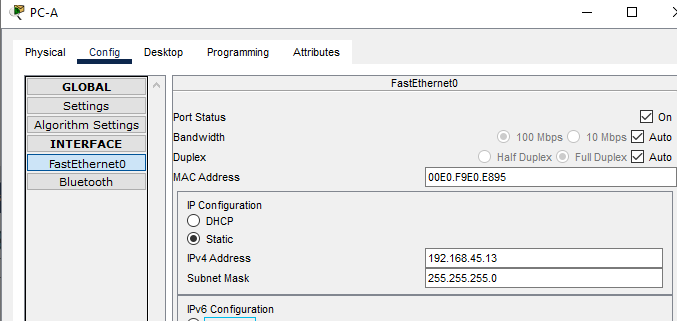 PC-A
Physical Config Desktop Programming Attributes
GLOBAL
Settings
Algorithm Settings
INTERFACE
FastEthernet0
Bluetooth
FastEthernet0
Port Status On
Bandwidth 100 Mbps 10 Mbps Auto
Duplex Half Duplex Full Duplex Auto
MAC Address 00E0.F9E0.E895
IP Configuration
DHCP
Static
IPv4 Address 192.168.45.13
Subnet Mask 255.255.255.0
IPv6 Configuration